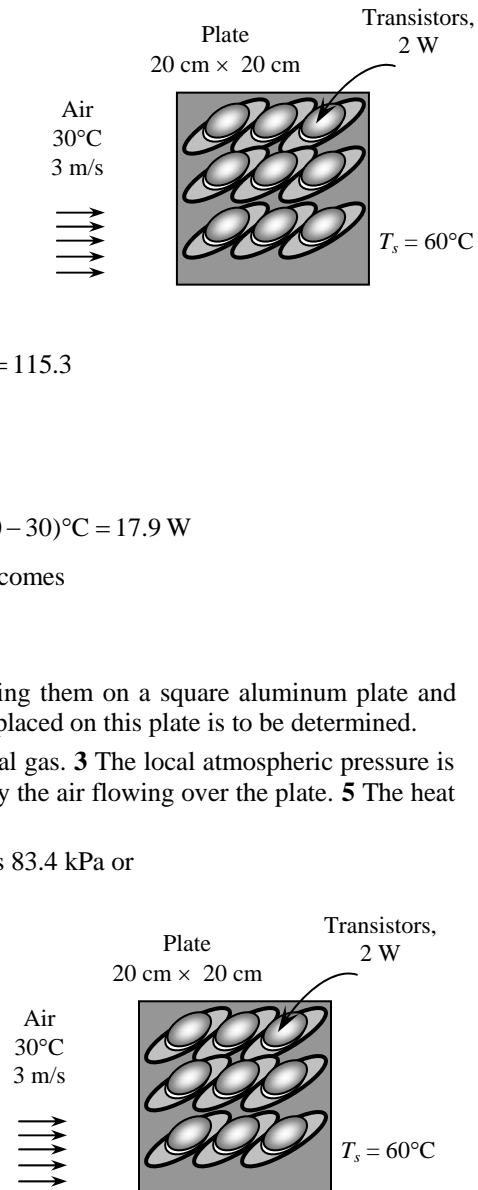 Transistors,
2 W
Plate
20 cm × 20 cm
Air
30°C
3 m/s
Tₛ = 60°C
= 115.3
– 30)°C = 17.9 W
comes
ing them on a square aluminum plate and
placed on this plate is to be determined.
al gas. 3 The local atmospheric pressure is
y the air flowing over the plate. 5 The heat
s 83.4 kPa or
Transistors,
2 W
Plate
20 cm × 20 cm
Air
30°C
3 m/s
Tₛ = 60°C